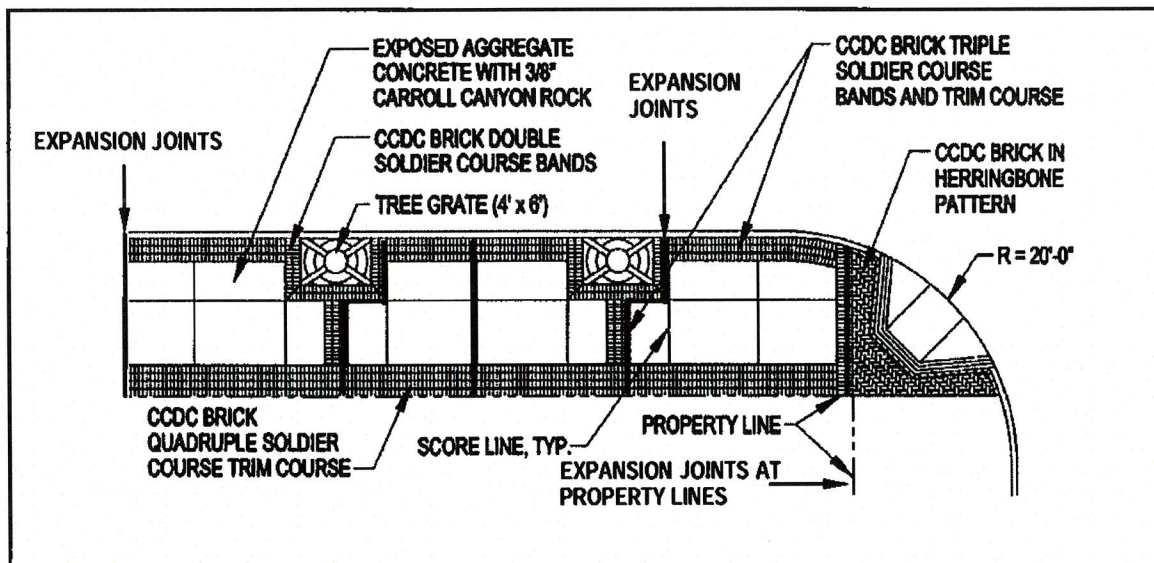 EXPOSED AGGREGATE
CONCRETE WITH 3/8"
CARROLL CANYON ROCK
EXPANSION
JOINTS
CCDC BRICK TRIPLE
SOLDIER COURSE
BANDS AND TRIM COURSE
EXPANSION JOINTS
CCDC BRICK DOUBLE
SOLDIER COURSE BANDS
CCDC BRICK IN
HERRINGBONE
PATTERN
TREE GRATE (4' x 6')
R = 20'-0"
CCDC BRICK
QUADRUPLE SOLDIER
COURSE TRIM COURSE
SCORE LINE, TYP.
PROPERTY LINE
EXPANSION JOINTS AT
PROPERTY LINES